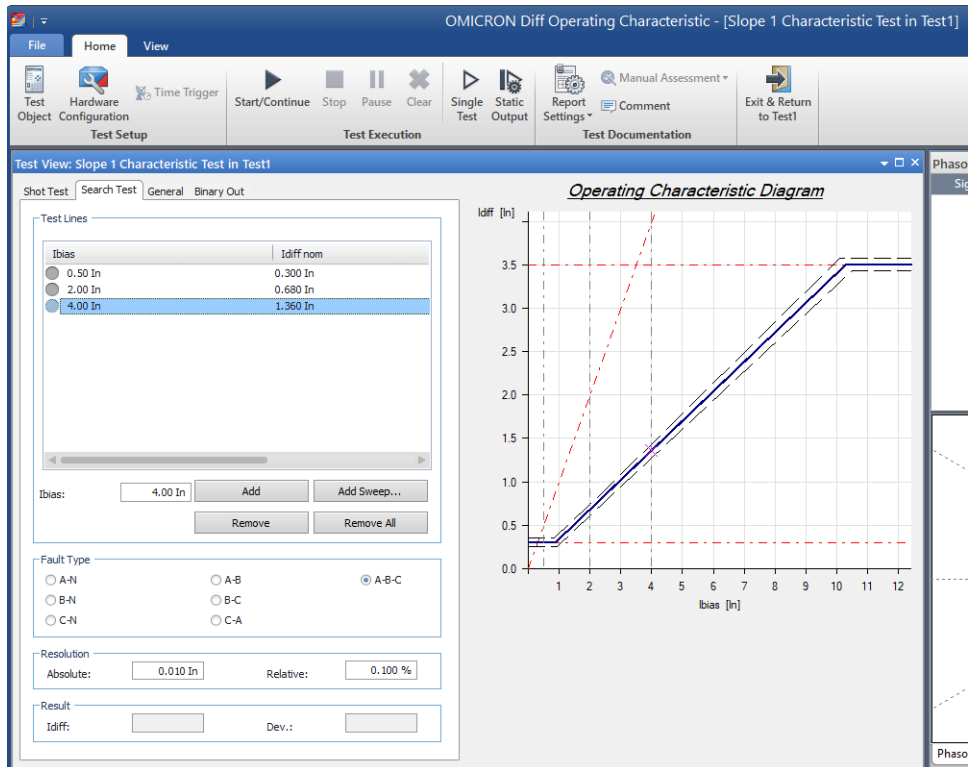 OMICRON Diff Operating Characteristic - [Slope 1 Characteristic Test in Test1]
File Home View
Test Object
Hardware Configuration
Time Trigger
Test Setup
Start/Continue Stop Pause Clear
Single Test
Static Output
Test Execution
Report Settings
Manual Assessment
Comment
Test Documentation
Exit & Return to Test1
Test View: Slope 1 Characteristic Test in Test1
Shot Test Search Test General Binary Out
Test Lines
Ibias Idiff nom
0.50 In 0.300 In
2.00 In 0.680 In
4.00 In 1.360 In
Ibias: 4.00 In Add Add Sweep...
Remove Remove All
Fault Type
A-N A-B A-B-C
B-N B-C
C-N C-A
Resolution
Absolute: 0.010 In Relative: 0.100 %
Result
Idiff: Dev.:
Operating Characteristic Diagram
Idiff [In]
3.5
3.0
2.5
2.0
1.5
1.0
0.5
0.0
1 2 3 4 5 6 7 8 9 10 11 12
Ibias [In]
Phaso
Sig
Phaso